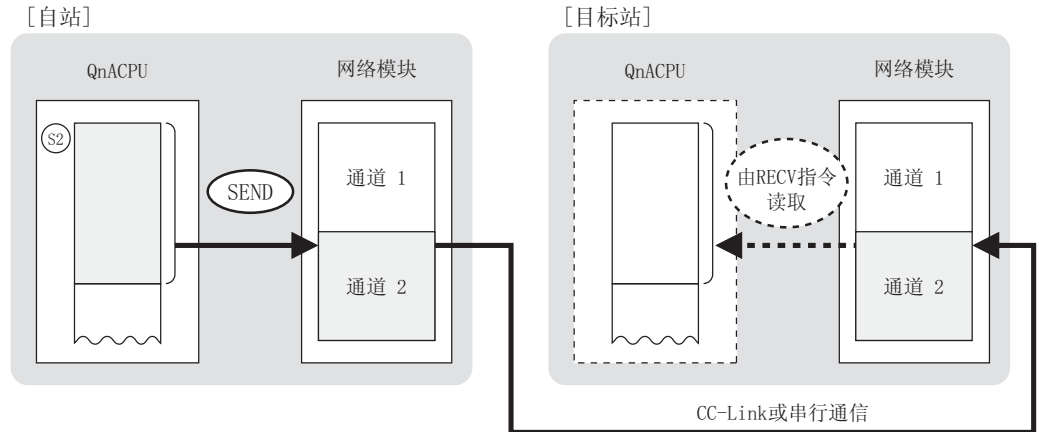 [自站]
[目标站]
QnACPU
网络模块
QnACPU
网络模块
S2
SEND
通道 1
通道 2
由RECV指令
读取
通道 1
通道 2
CC-Link或串行通信